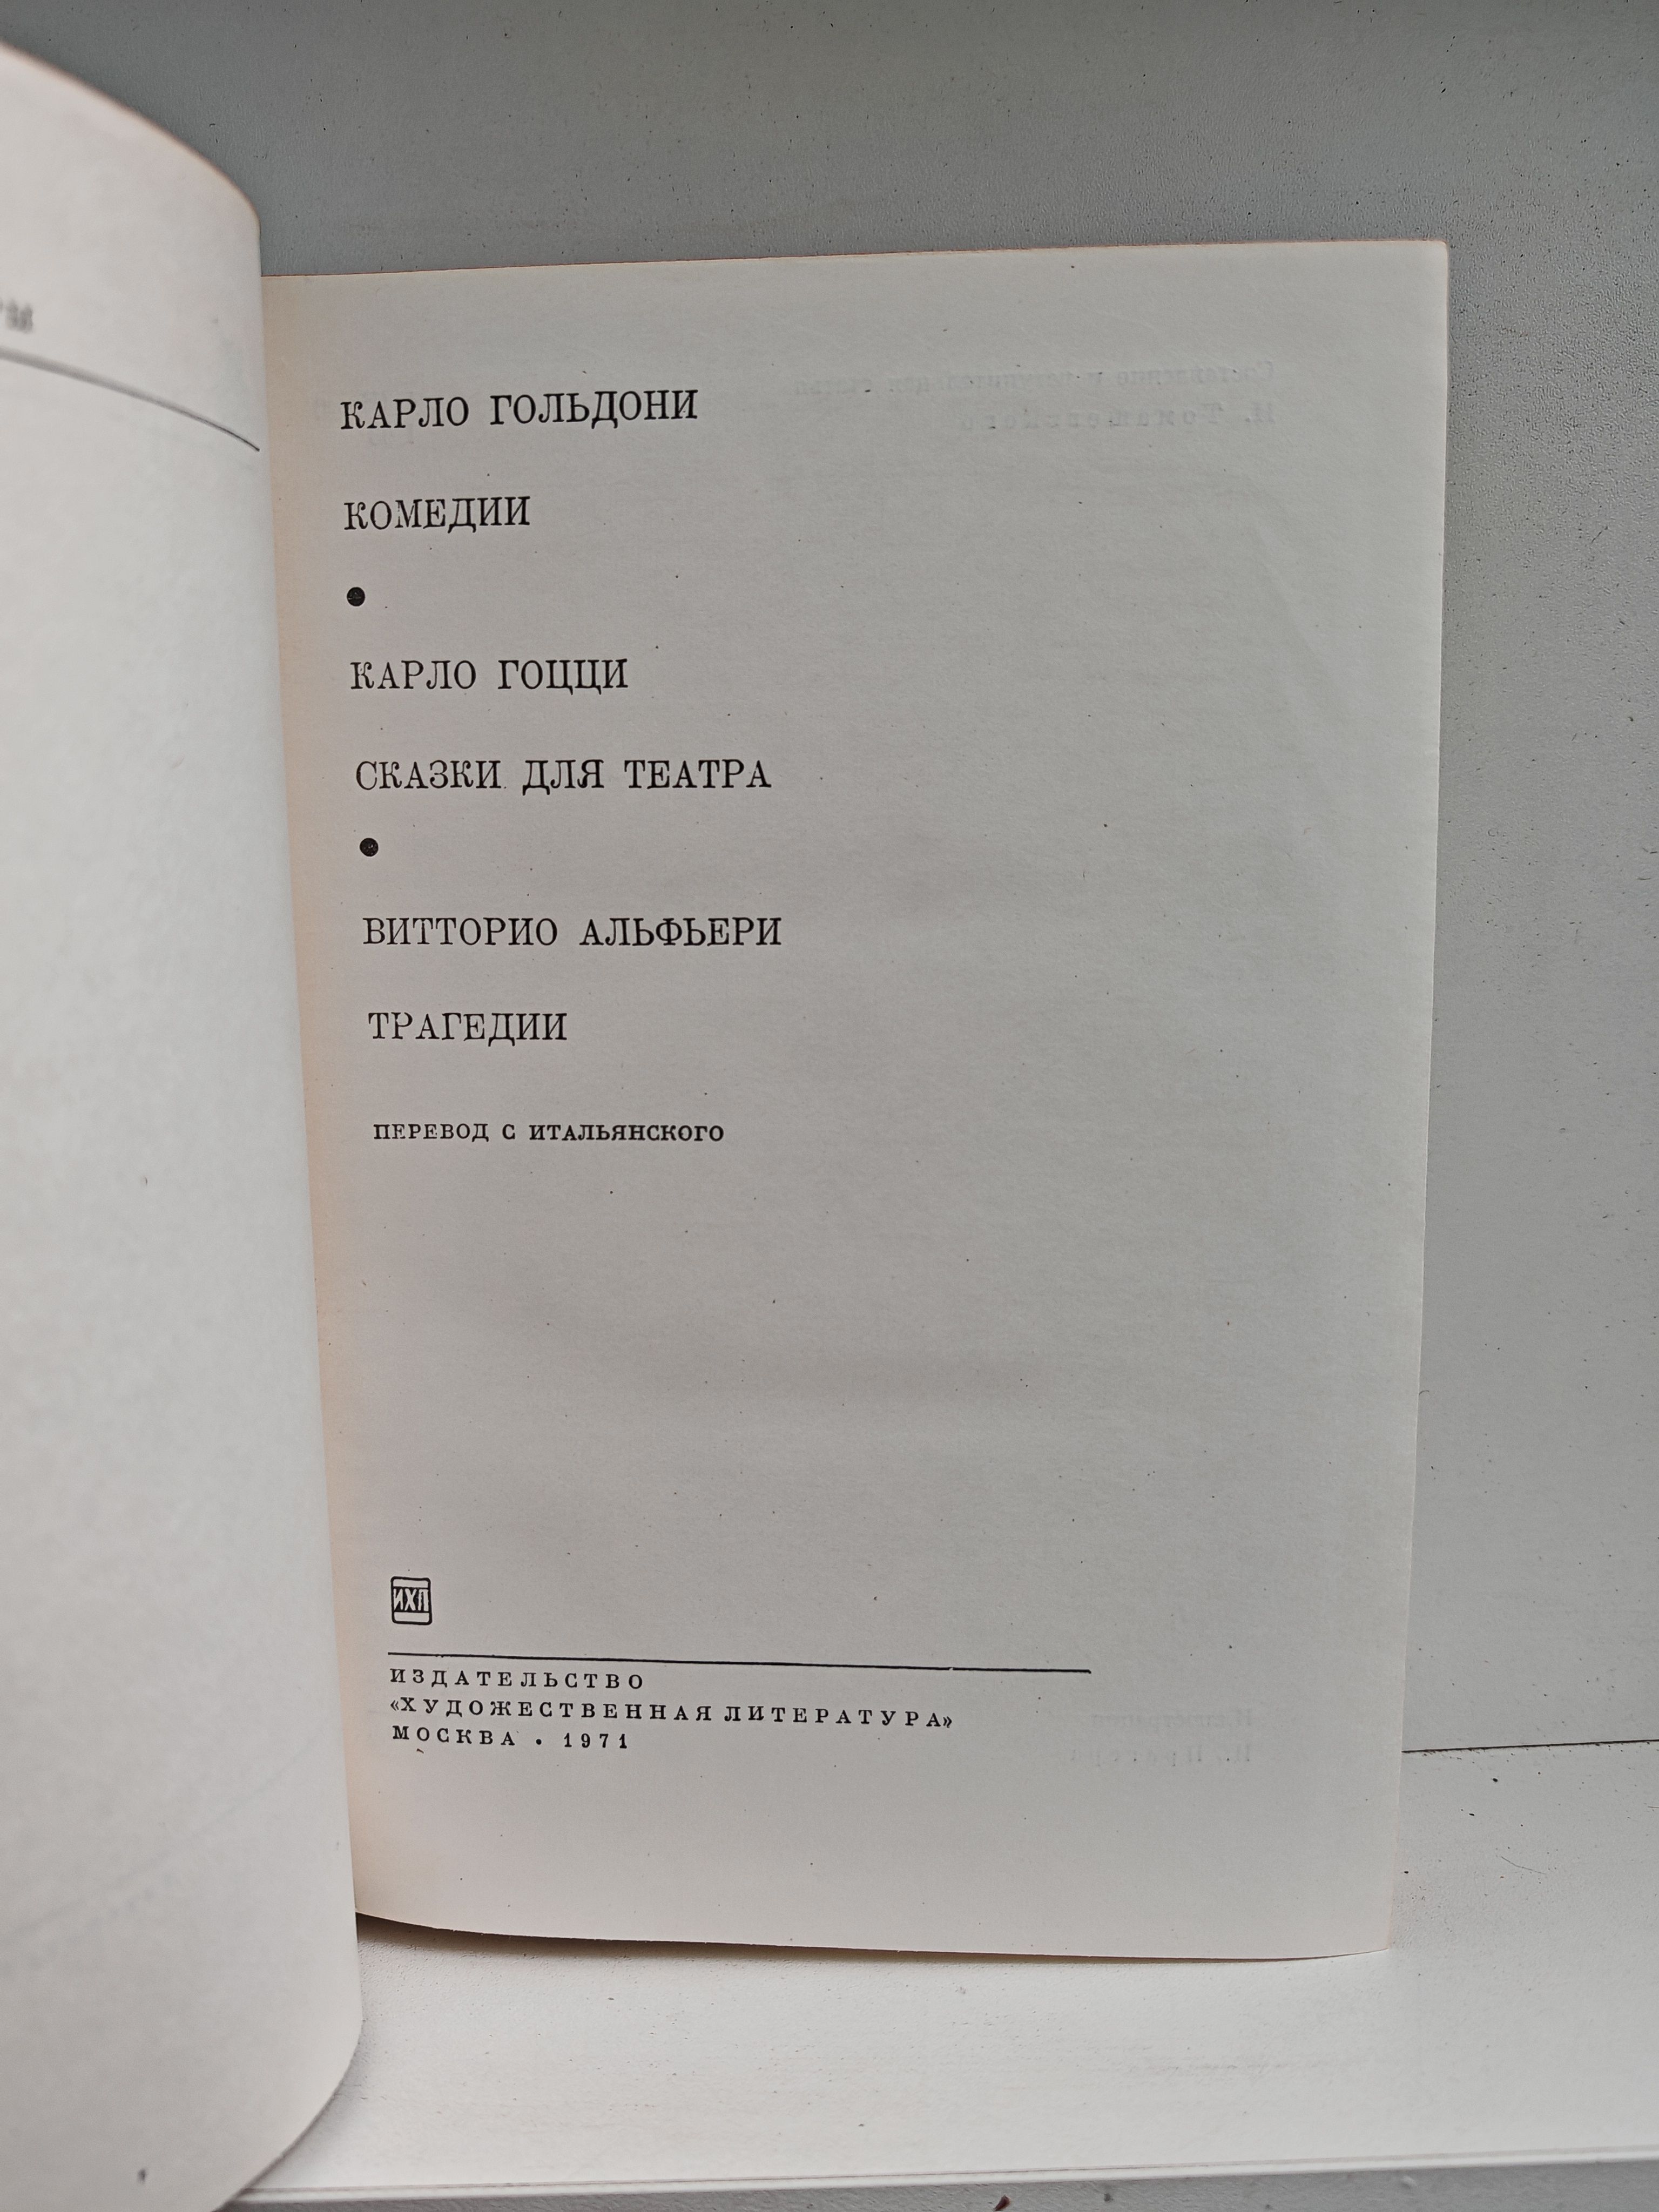 КАРЛО ГОЛЬДОНИ
КОМЕДИИ
•
КАРЛО ГОЦЦИ
СКАЗКИ ДЛЯ ТЕАТРА
•
ВИТТОРИО АЛЬФЬЕРИ
ТРАГЕДИИ
ПЕРЕВОД С ИТАЛЬЯНСКОГО
ИХЛ
ИЗДАТЕЛЬСТВО
«ХУДОЖЕСТВЕННАЯ ЛИТЕРАТУРА»
МОСКВА • 1971